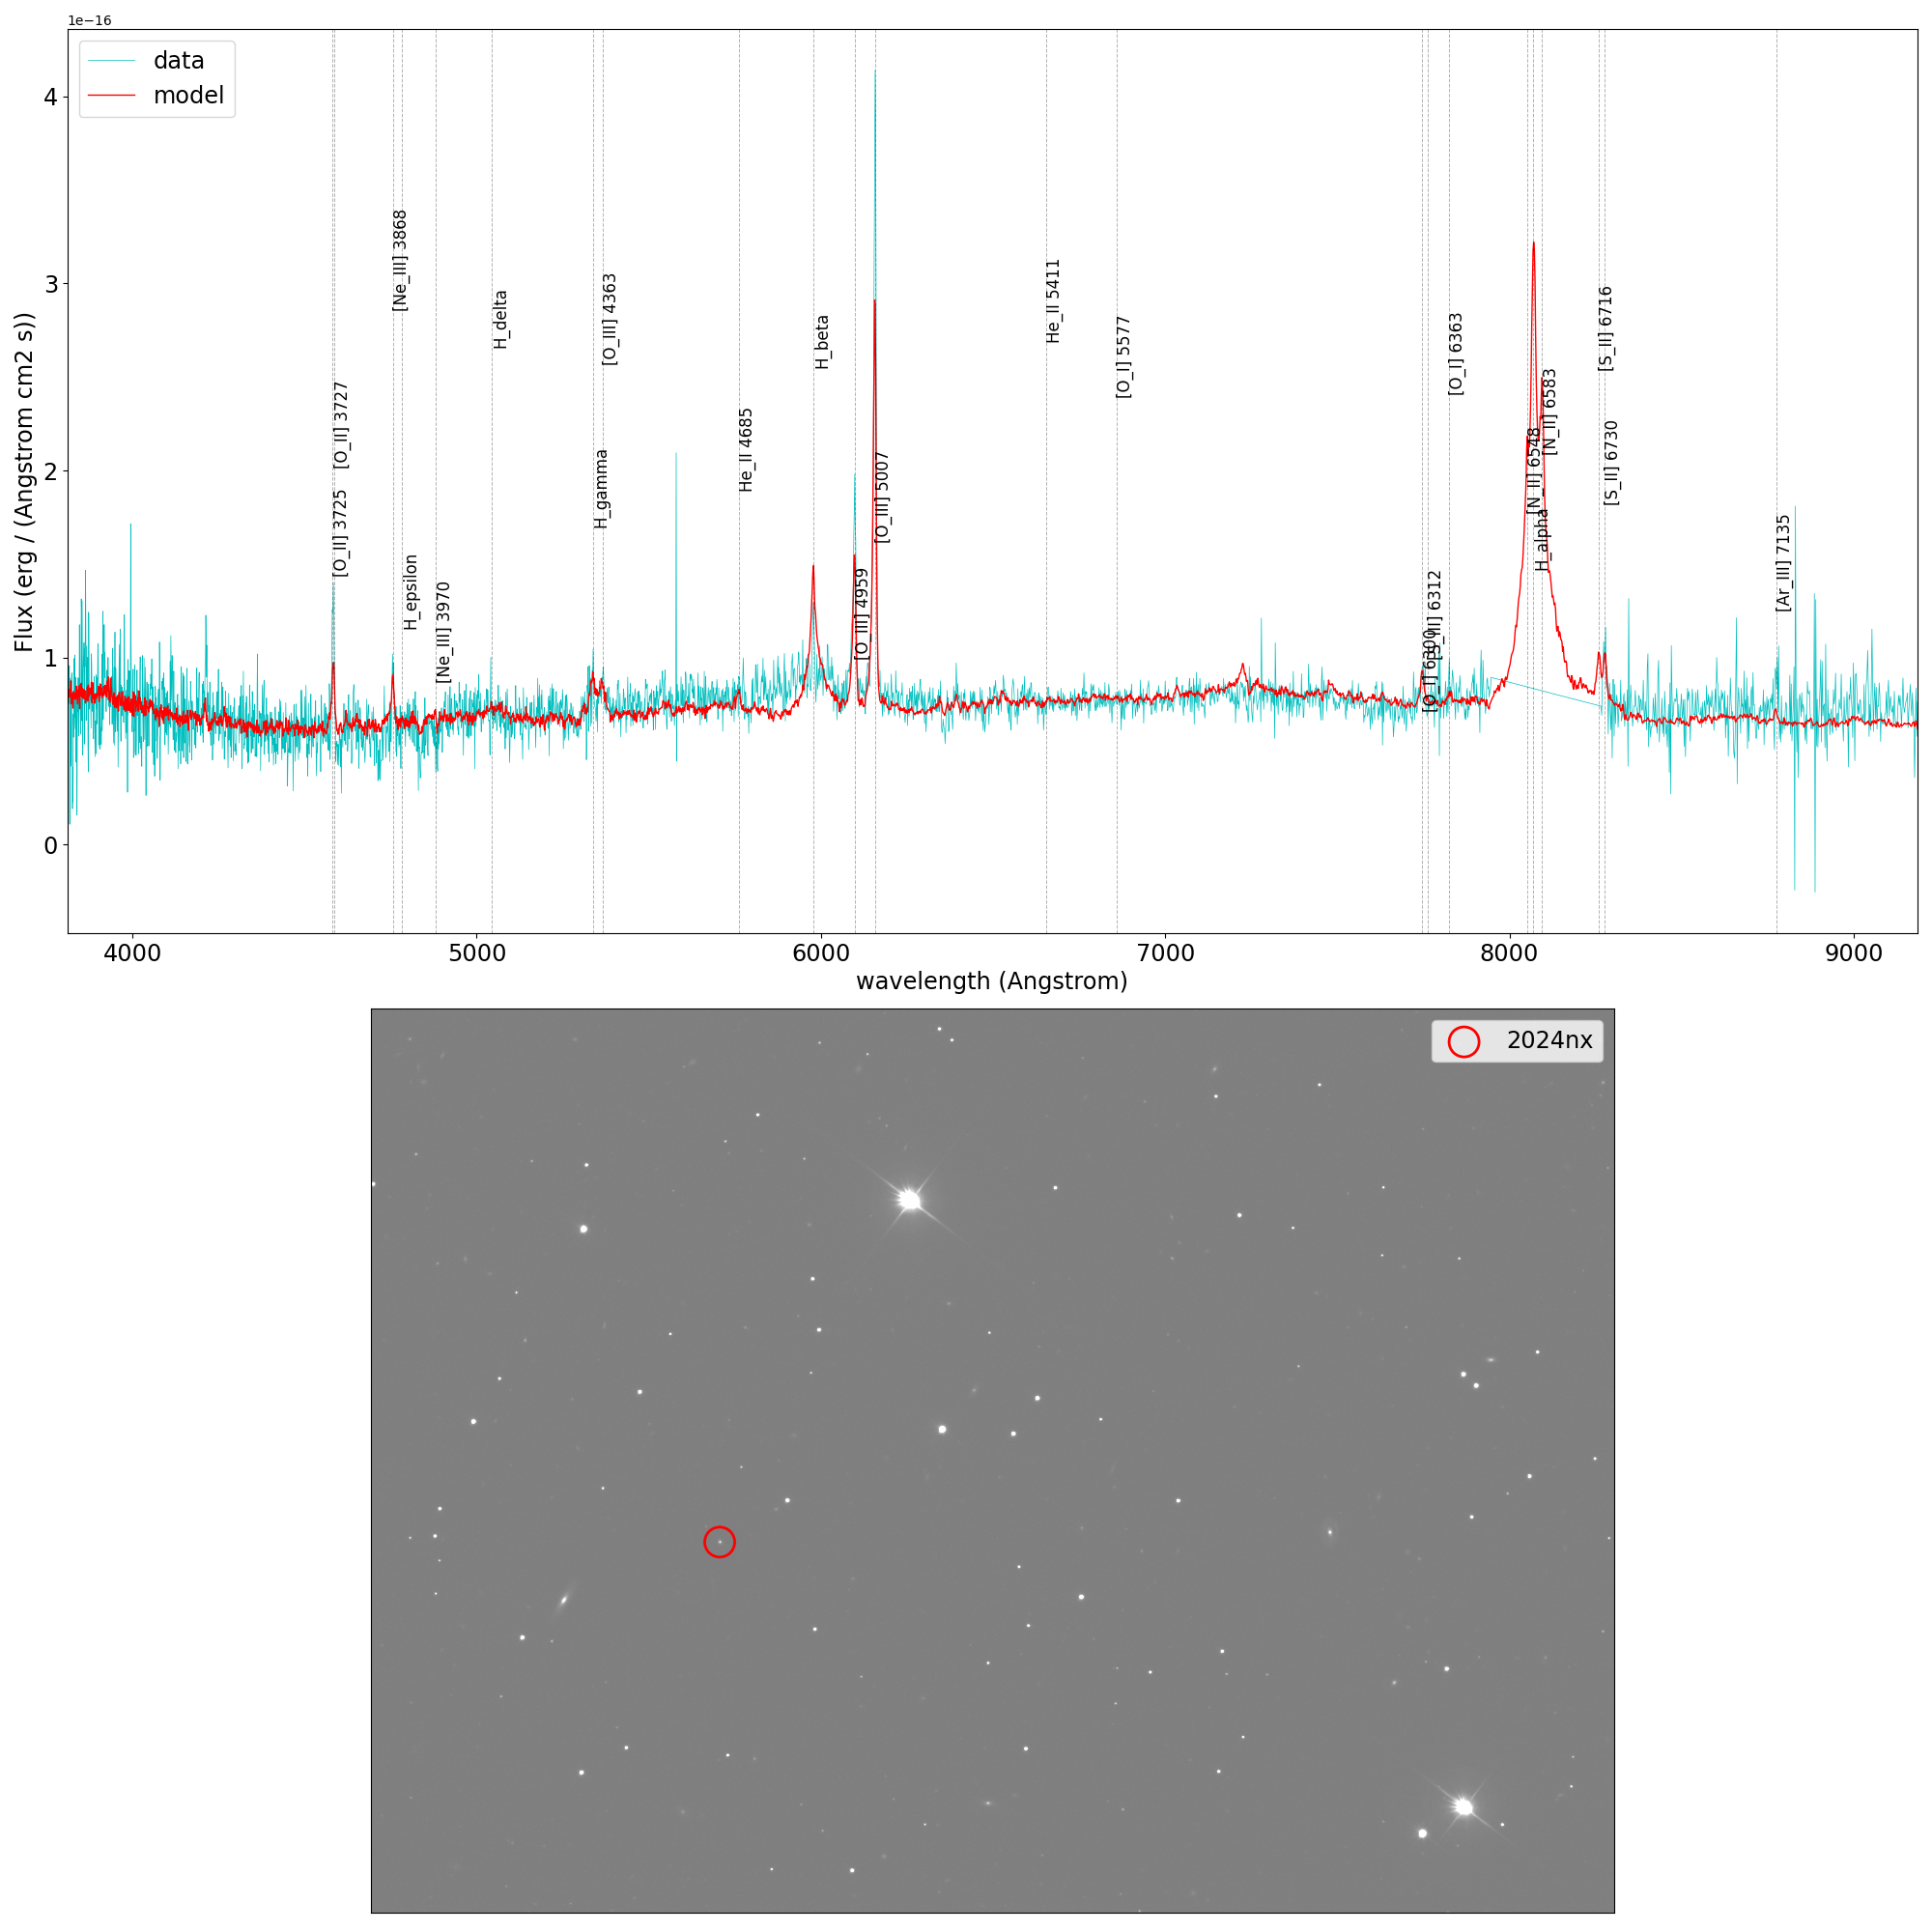 1e−16
data
model
4
3
2
1
0
Flux (erg / (Angstrom cm2 s))
[O_II] 3725
[O_II] 3727
[Ne_III] 3868
H_epsilon
[Ne_III] 3970
H_delta
H_gamma
[O_III] 4363
He_II 4685
H_beta
[O_III] 4959
[O_III] 5007
He_II 5411
[O_I] 5577
[O_I] 6300
[S_III] 6312
[O_I] 6363
[N_II] 6548
H_alpha
[N_II] 6583
[S_II] 6716
[S_II] 6730
[Ar_III] 7135
4000
5000
6000
7000
8000
9000
wavelength (Angstrom)
2024nx